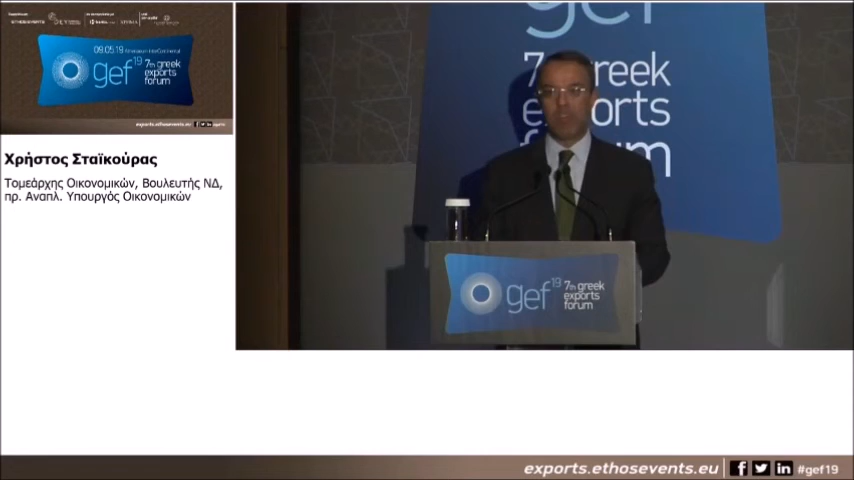 09.05.19
gef19
7th greek
exports
forum
exports.ethosevents.eu
Χρήστος Σταϊκούρας
Τομεάρχης Οικονομικών, Βουλευτής ΝΔ,
πρ. Αναπλ. Υπουργός Οικονομικών
gef
7th greek
exports
forum
gef19
7th greek
exports
forum
exports.ethosevents.eu
#gef19